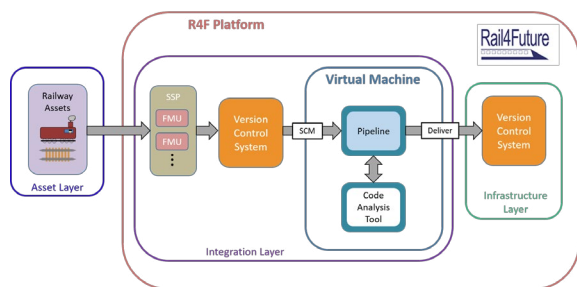 R4F Platform
Rail4Future
Virtual Machine
Railway
Assets
SSP
FMU
FMU
Version
Control
System
SCM
Pipeline
Deliver
Version
Control
System
Code
Analysis
Tool
Asset Layer
Integration Layer
Infrastructure
Layer